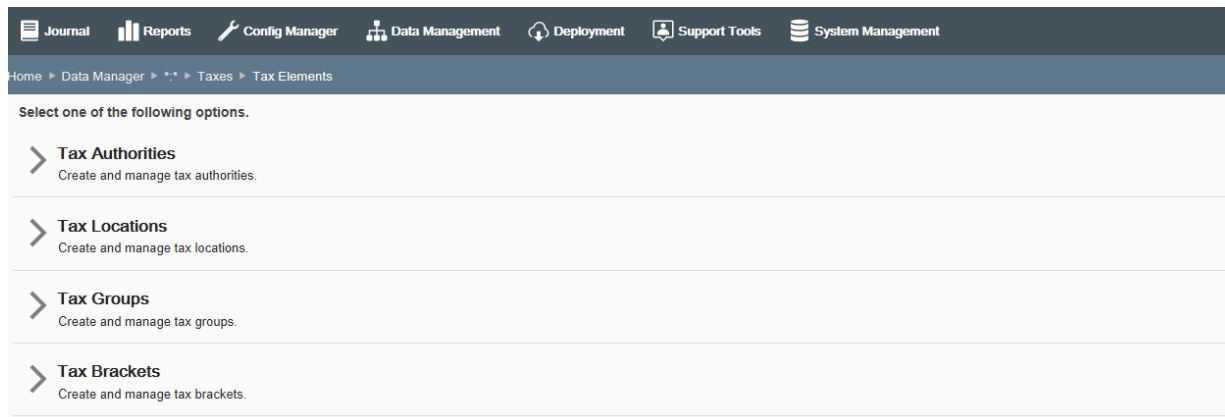 Journal Reports Config Manager Data Management Deployment Support Tools System Management
Home ▸ Data Manager ▸ *:* ▸ Taxes ▸ Tax Elements
Select one of the following options.
Tax Authorities
Create and manage tax authorities.
Tax Locations
Create and manage tax locations.
Tax Groups
Create and manage tax groups.
Tax Brackets
Create and manage tax brackets.